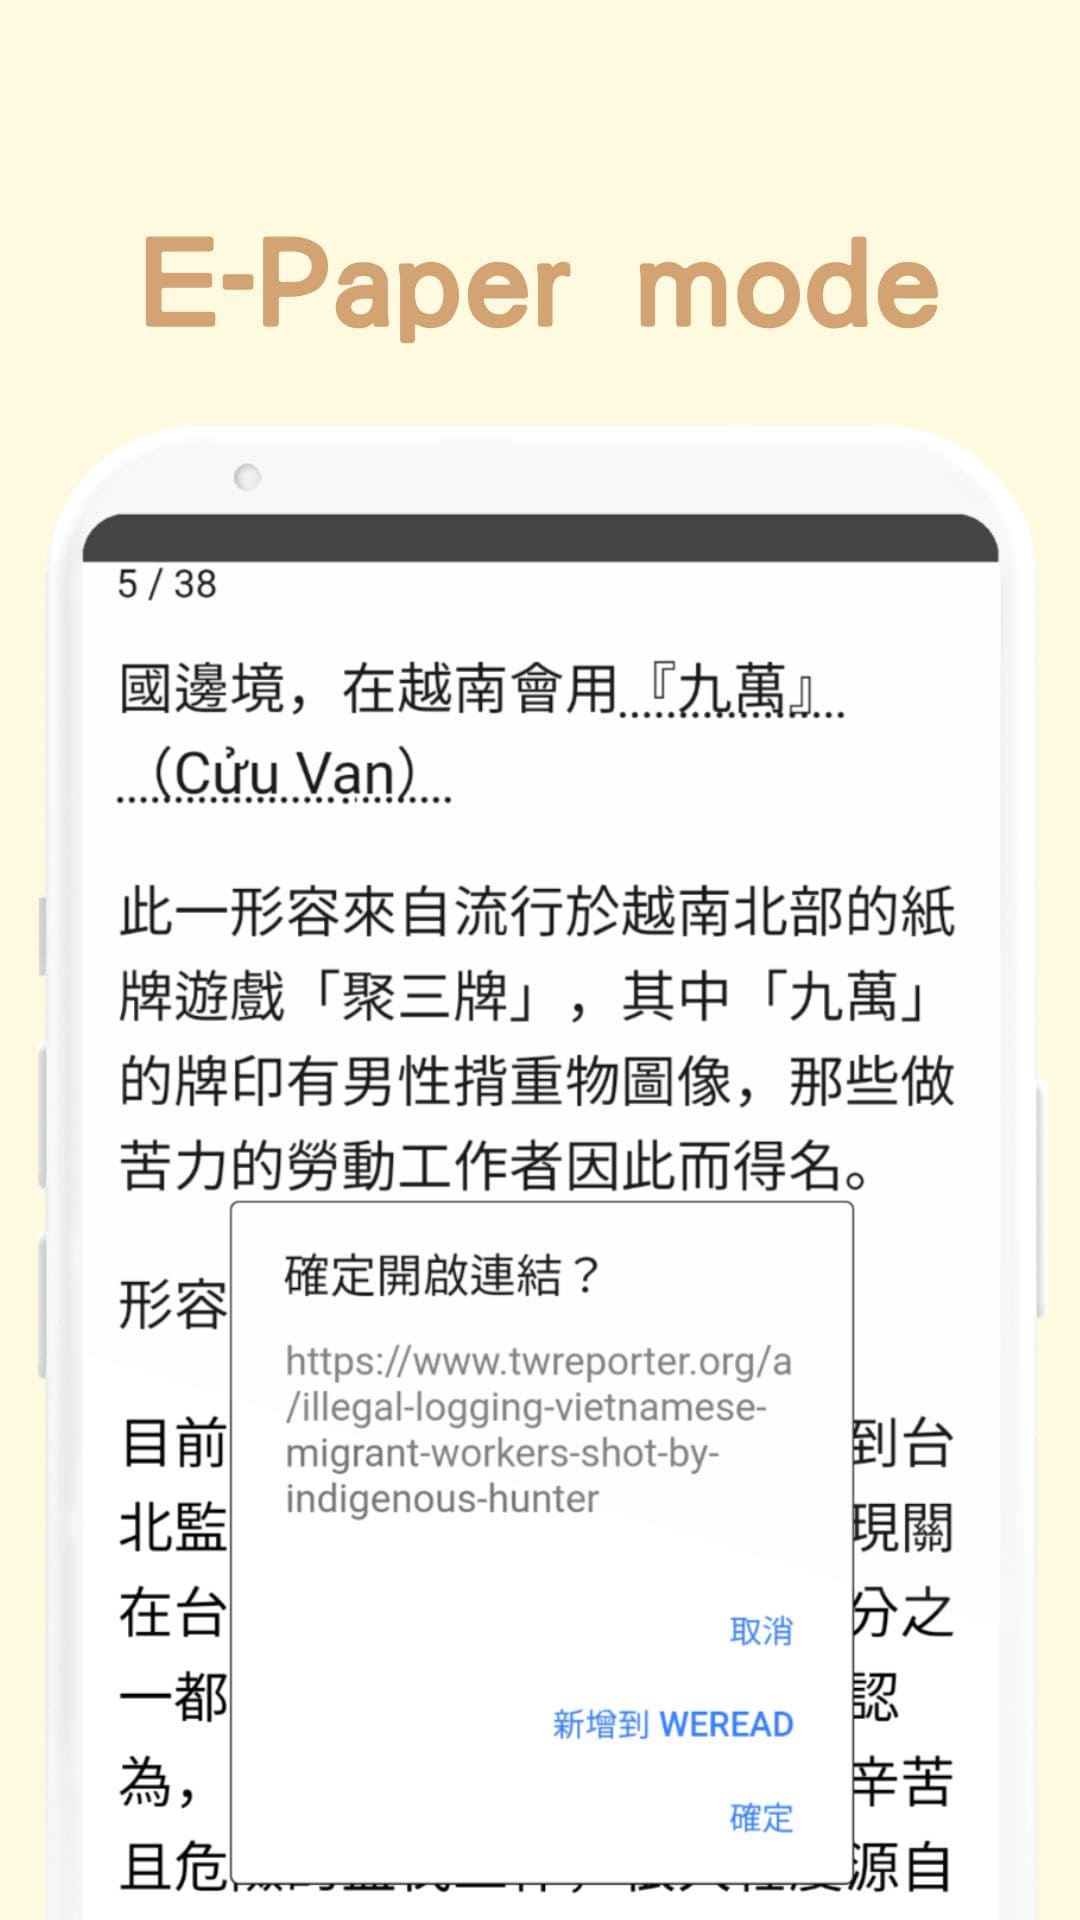 E-Paper mode
5 / 38
國邊境，在越南會用『九萬』
（Cửu Van）
此一形容來自流行於越南北部的紙
牌遊戲「聚三牌」，其中「九萬」
的牌印有男性揹重物圖像，那些做
苦力的勞動工作者因此而得名。
形容
確定開啟連結？
https://www.twreporter.org/a
/illegal-logging-vietnamese-
migrant-workers-shot-by-
indigenous-hunter
取消
新增到 WEREAD
確定
目前 到台
北監 現關
在台 分之
一都 認
為， 辛苦
且危 源自